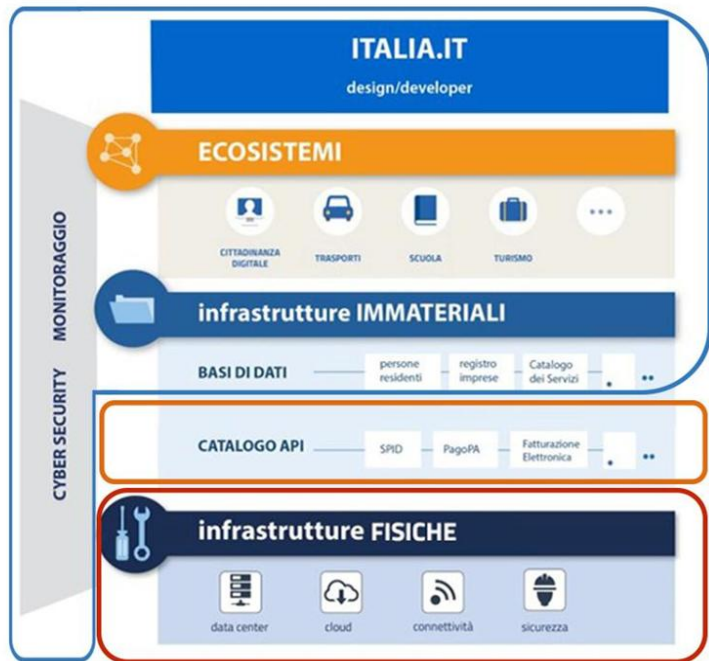 ITALIA.IT
design/developer
ECOSISTEMI
CITTADINANZA
DIGITALE
TRASPORTI
SCUOLA
TURISMO
infrastrutture IMMATERIALI
BASI DI DATI
persone
residenti
registro
imprese
Catalogo
dei Servizi
CATALOGO API
SPID
PagoPA
Fatturazione
Elettronica
infrastrutture FISICHE
data center
cloud
connettività
sicurezza
CYBER SECURITY MONITORAGGIO